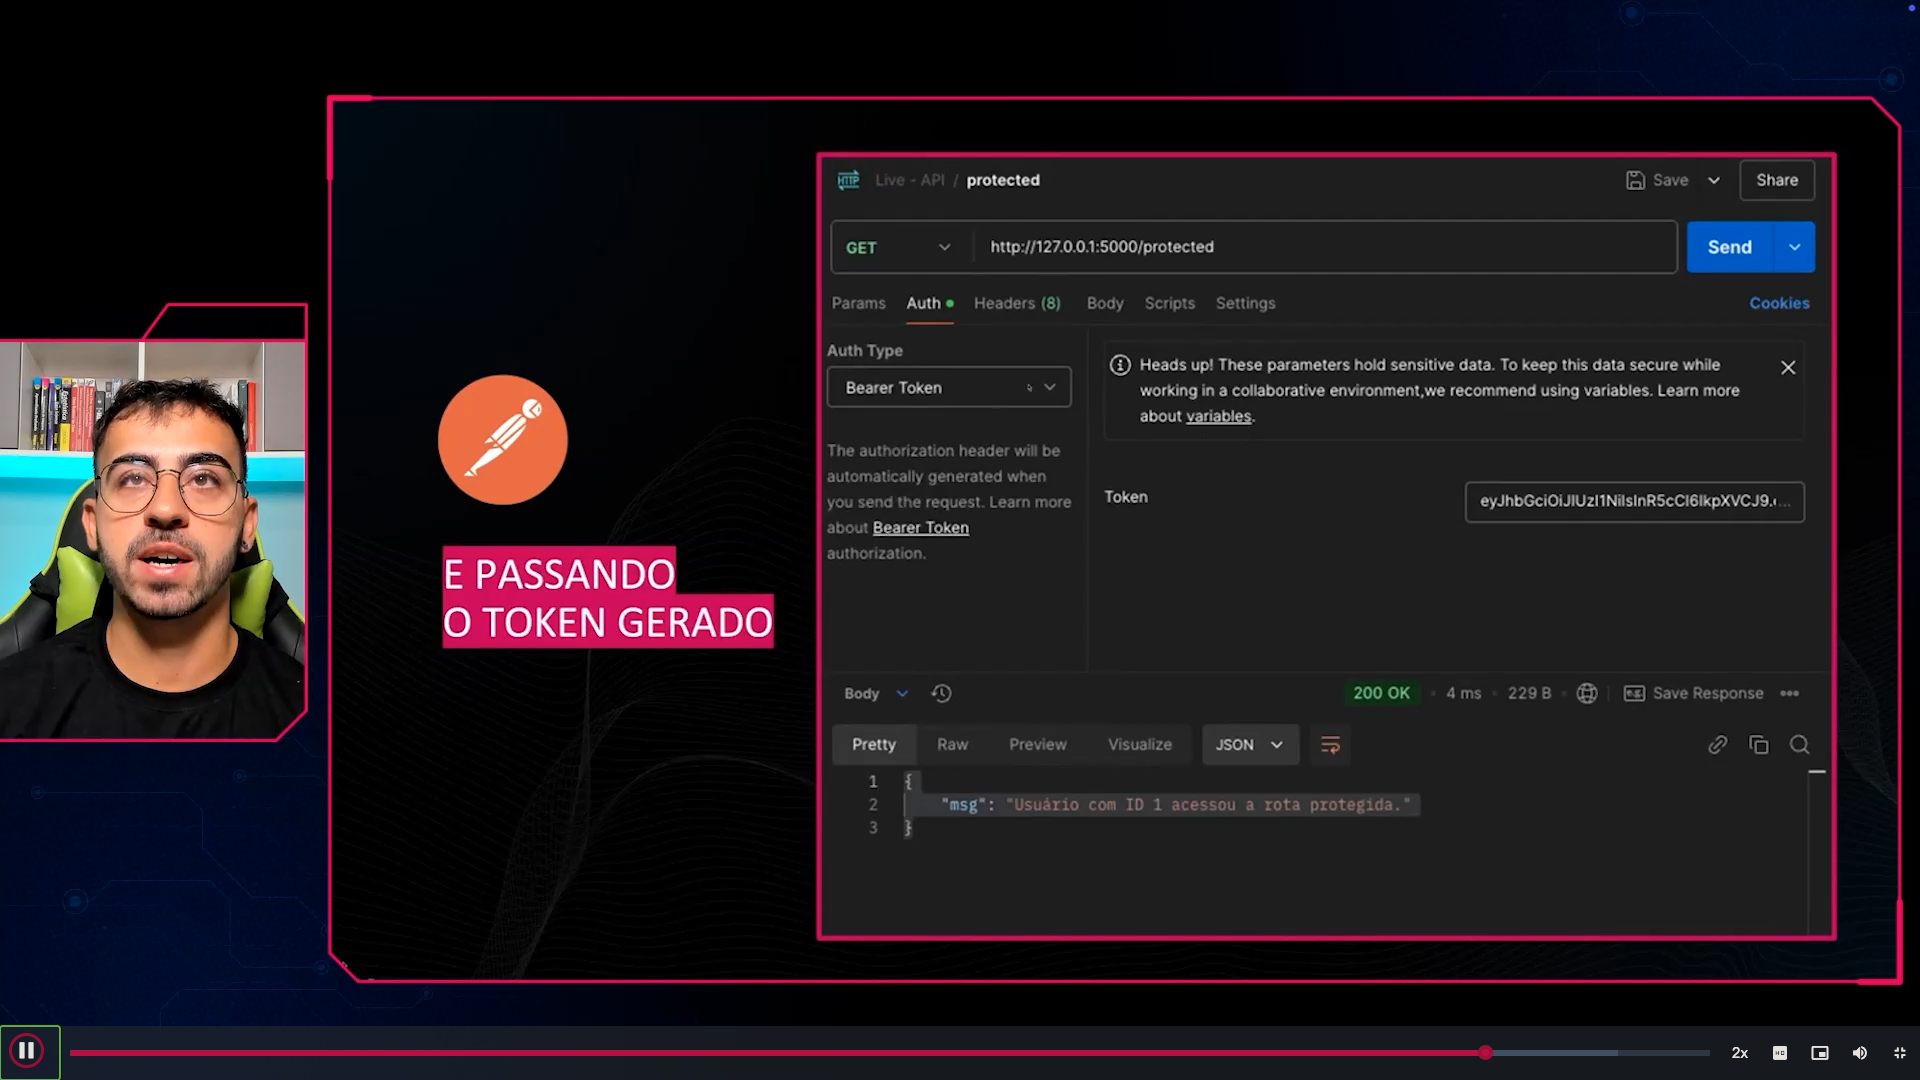 HTTP Live - API / protected
Save
Share
GET
http://127.0.0.1:5000/protected
Send
Params Auth Headers (8) Body Scripts Settings
Cookies
Auth Type
Bearer Token
The authorization header will be
automatically generated when
you send the request. Learn more
about Bearer Token
authorization.
Heads up! These parameters hold sensitive data. To keep this data secure while
working in a collaborative environment,we recommend using variables. Learn more
about variables.
Token
eyJhbGciOiJIUzI1NiIsInR5cCI6IkpXVCJ9.
E PASSANDO
O TOKEN GERADO
Body
200 OK • 4 ms • 229 B
Save Response
Pretty Raw Preview Visualize JSON
1 {
2 "msg": "Usuário com ID 1 acessou a rota protegida."
3 }
2x
HD